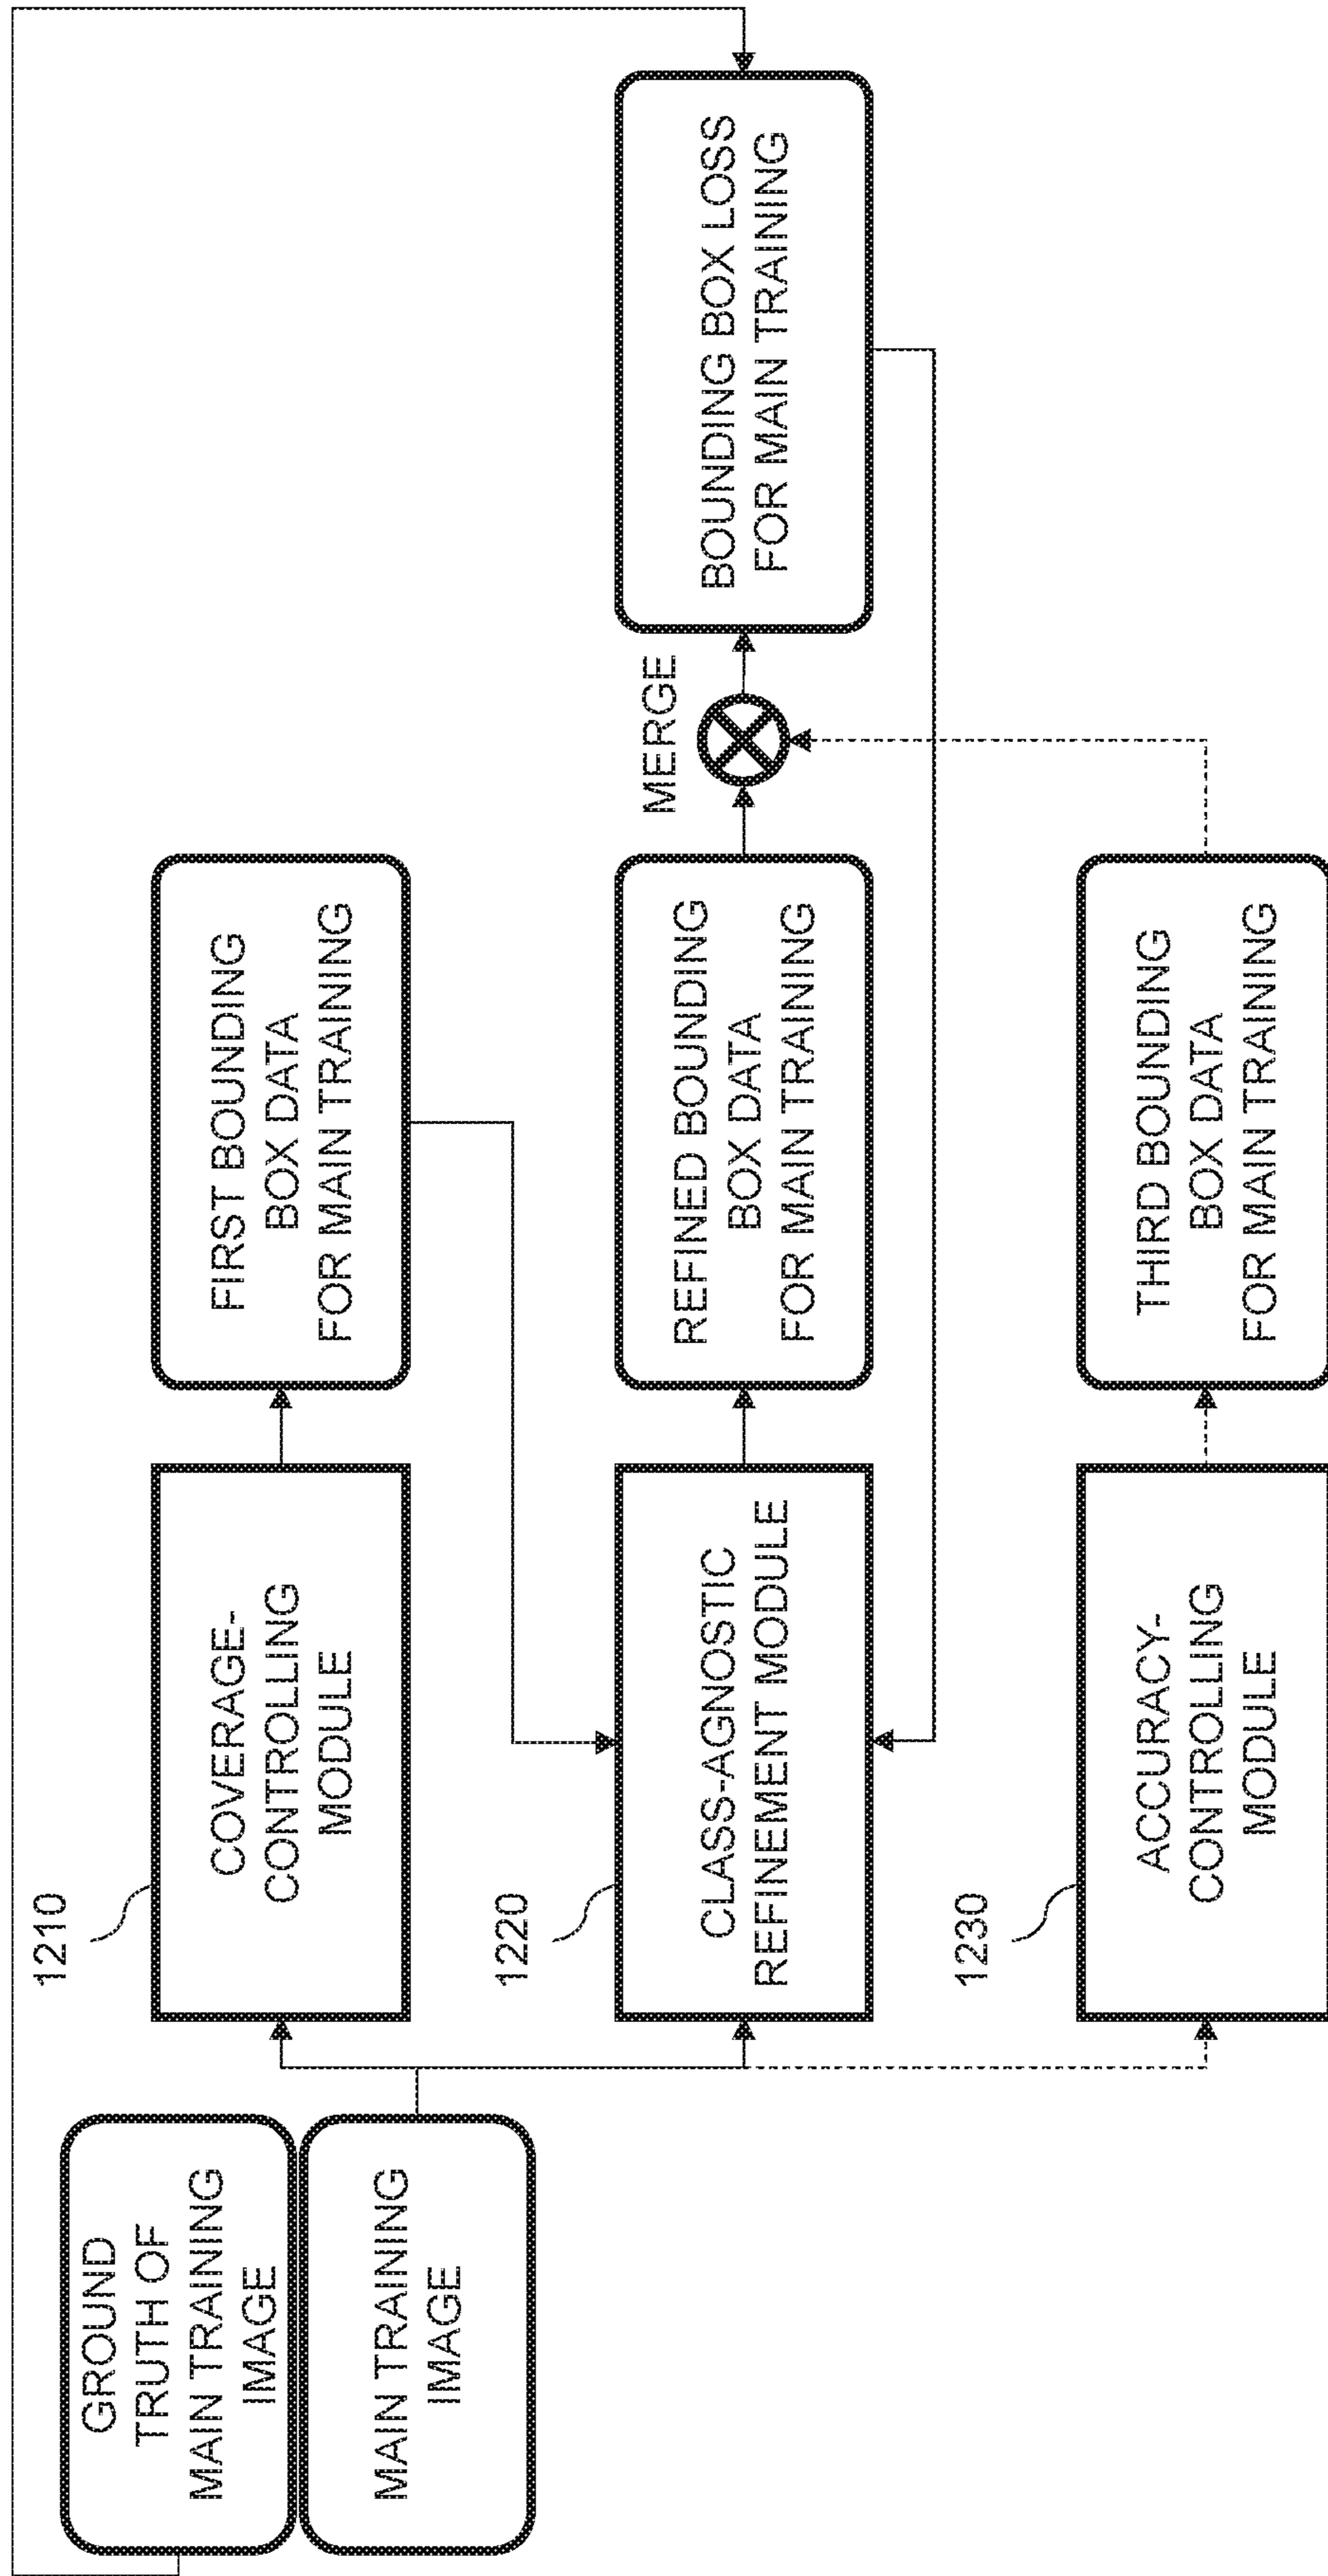 GROUND
TRUTH OF
MAIN TRAINING
IMAGE
MAIN TRAINING
IMAGE
1210
COVERAGE-
CONTROLLING
MODULE
FIRST BOUNDING
BOX DATA
FOR MAIN TRAINING
1220
CLASS-AGNOSTIC
REFINEMENT MODULE
REFINED BOUNDING
BOX DATA
FOR MAIN TRAINING
MERGE
BOUNDING BOX LOSS
FOR MAIN TRAINING
1230
ACCURACY-
CONTROLLING
MODULE
THIRD BOUNDING
BOX DATA
FOR MAIN TRAINING